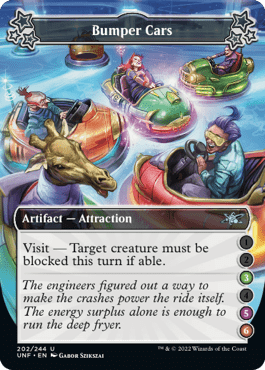 Bumper Cars
Artifact — Attraction
Visit — Target creature must be
blocked this turn if able.
The engineers figured out a way to
make the crashes power the ride itself.
The energy surplus alone is enough to
run the deep fryer.
1
2
3
4
5
6
202/244 U
UNF • EN GABOR SZIKSZAI
™ & © 2022 Wizards of the Coast